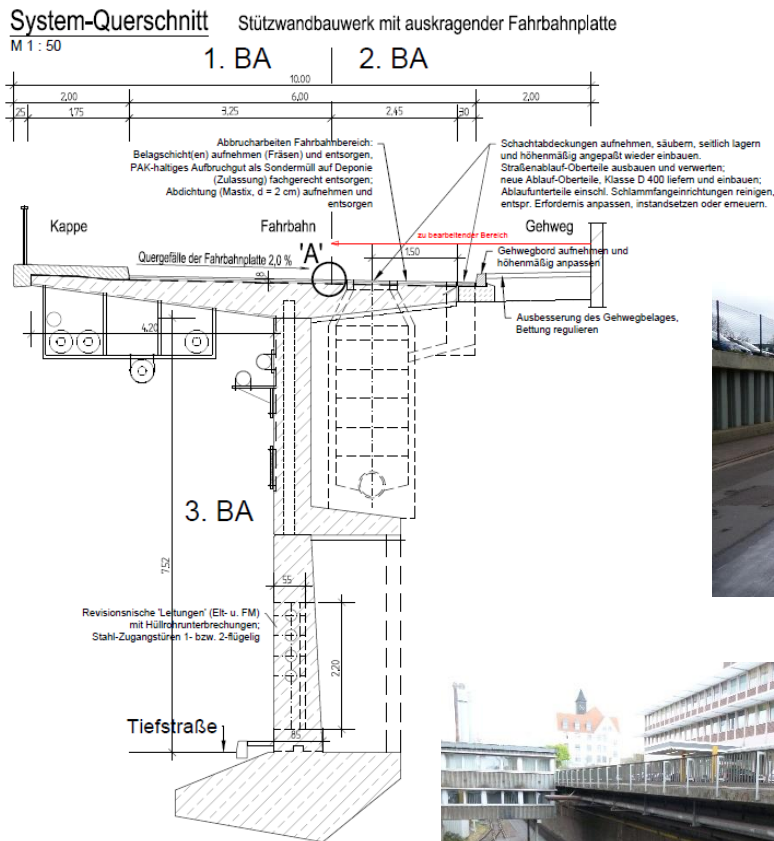 System-Querschnitt Stützwandbauwerk mit auskragender Fahrbahnplatte
M 1 : 50
1. BA 2. BA
10.00
2,00 6,00 2,00
25 1,75 3,25 2,45 30
Abbrucharbeiten Fahrbahnbereich:
Belagschicht(en) aufnehmen (Fräsen) und entsorgen,
PAK-haltiges Aufbruchgut als Sondermüll auf Deponie
(Zulassung) fachgerecht entsorgen;
Abdichtung (Mastix, d = 2 cm) aufnehmen und
entsorgen
Schachtabdeckungen aufnehmen, säubern, seitlich lagern
und höhenmäßig angepaßt wieder einbauen.
Straßenablauf-Oberteile ausbauen und verwerten;
neue Ablauf-Oberteile, Klasse D 400 liefern und einbauen;
Ablaufunterteile einschl. Schlammfangeinrichtungen reinigen,
entspr. Erfordernis anpassen, instandsetzen oder erneuern.
Kappe Fahrbahn Gehweg
zu bearbeitender Bereich
'A'
1.50
Quergefälle der Fahrbahnplatte 2,0 %
8
Gehwegbord aufnehmen und
höhenmäßig anpassen
Ausbesserung des Gehwegbelages,
Bettung regulieren
4.20
3. BA
7.52
55
Revisionsnische 'Leitungen' (Elt- u. FM)
mit Hüllrohrunterbrechungen;
Stahl-Zugangstüren 1- bzw. 2-flügelig
2,20
Tiefstraße
85